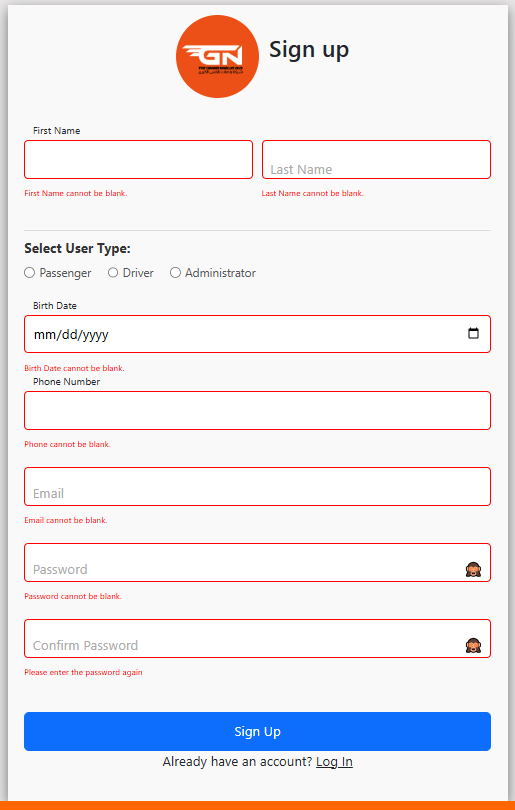 GN
Sign up
First Name
Last Name
First Name cannot be blank. Last Name cannot be blank.
Select User Type:
Passenger Driver Administrator
Birth Date
mm/dd/yyyy
Birth Date cannot be blank.
Phone Number
Phone cannot be blank.
Email
Email cannot be blank.
Password
Password cannot be blank.
Confirm Password
Please enter the password again
Sign Up
Already have an account? Log In